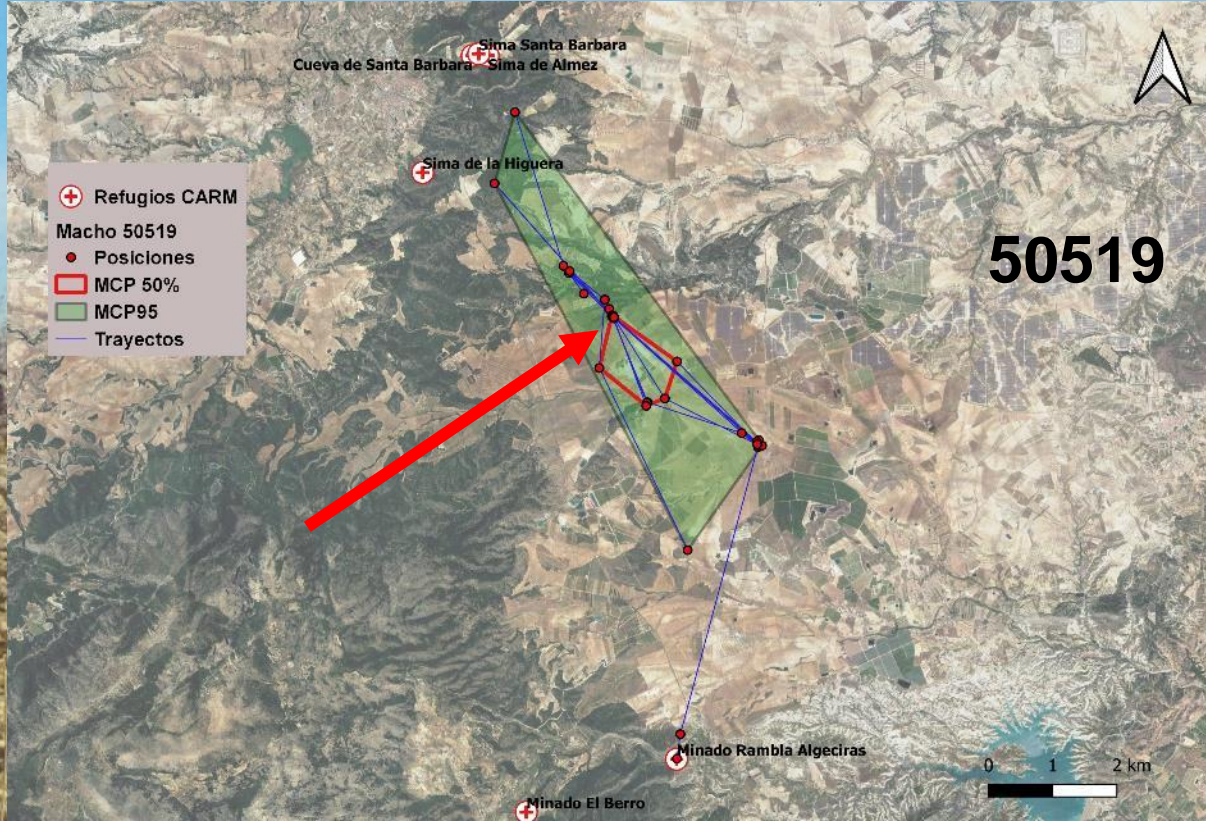 Sima Santa Barbara
Cueva de Santa Barbara
Sima de Almez
Sima de la Higuera
Refugios CARM
Macho 50519
Posiciones
MCP 50%
MCP95
Trayectos
50519
Minado Rambla Algeciras
0 1 2 km
Minado El Berro